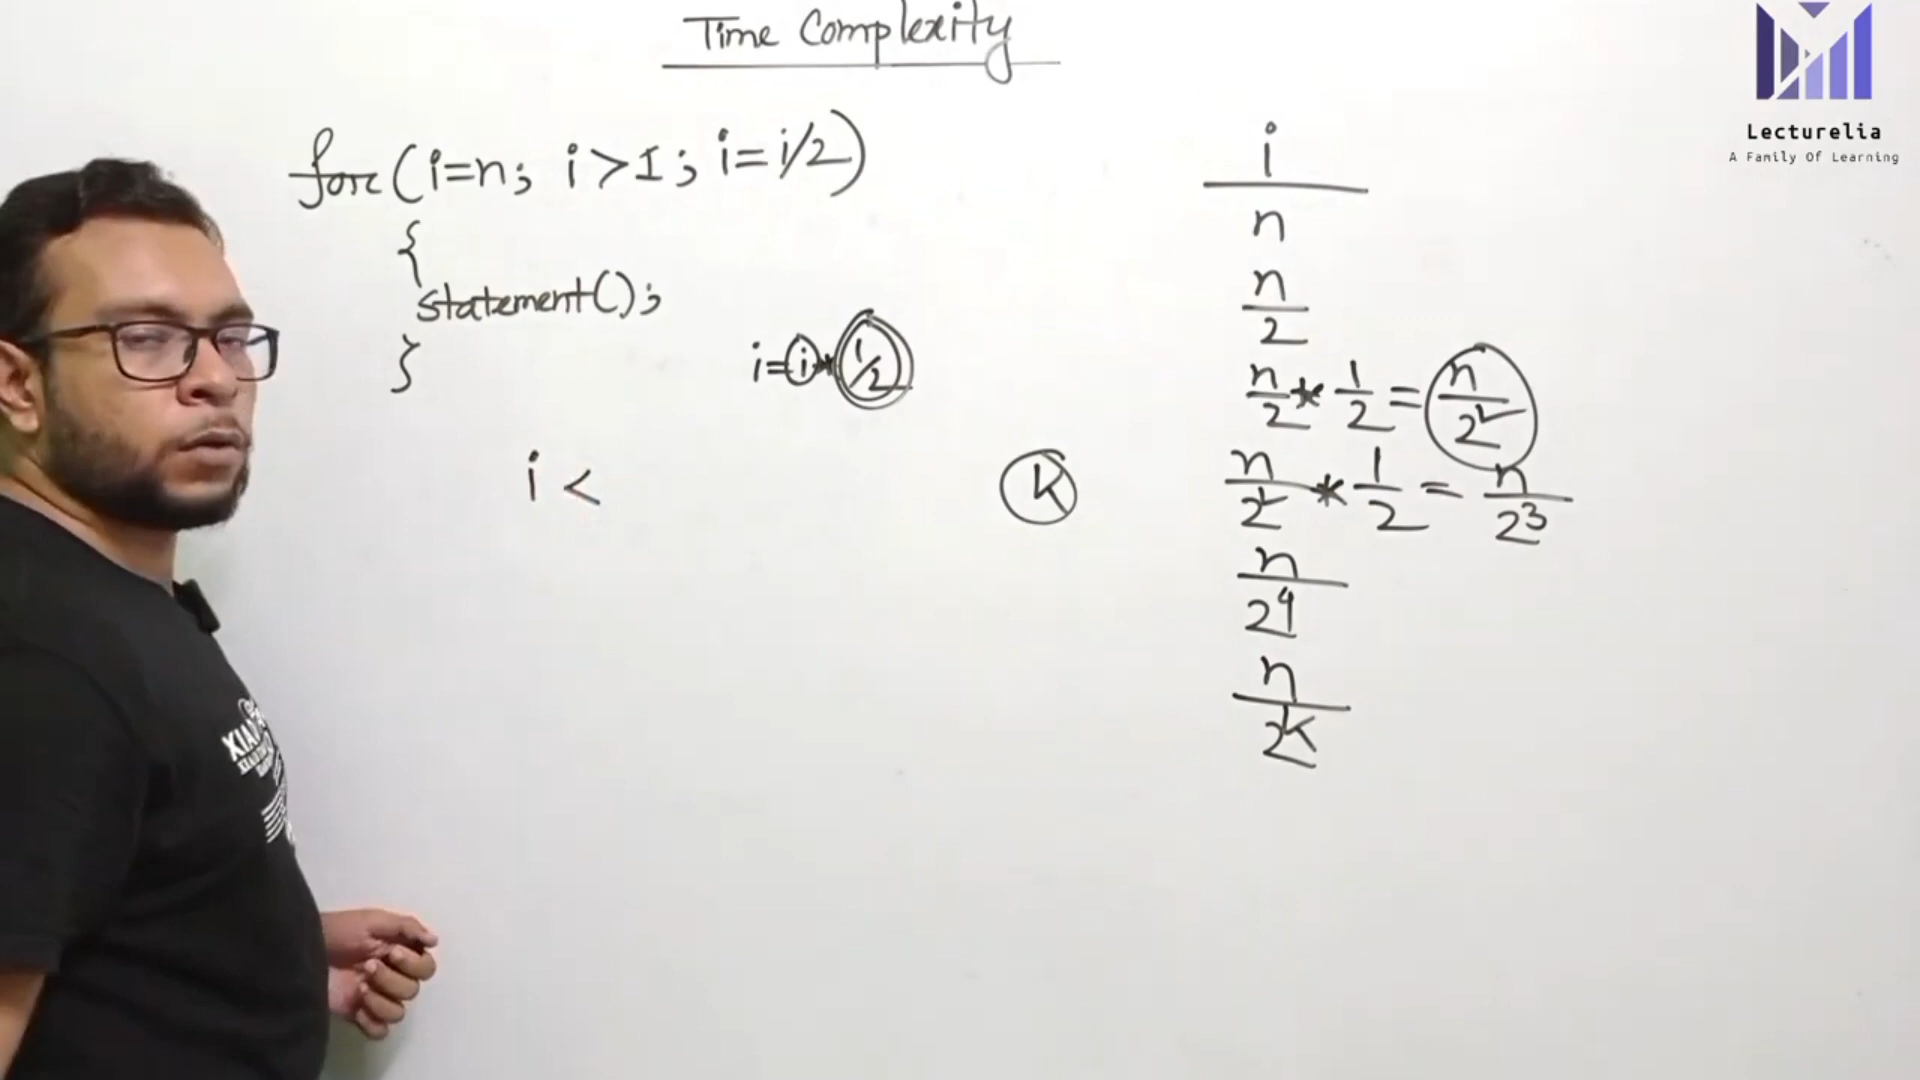 Time Complexity
for(i=n; i>1; i=i/2)
{
statement();
}
i=i*1/2
i <
k
i
n
n/2
n/2 * 1/2 = n/2²
n/2² * 1/2 = n/2³
n/2⁴
n/2ᵏ
Lecturelia
A Family Of Learning